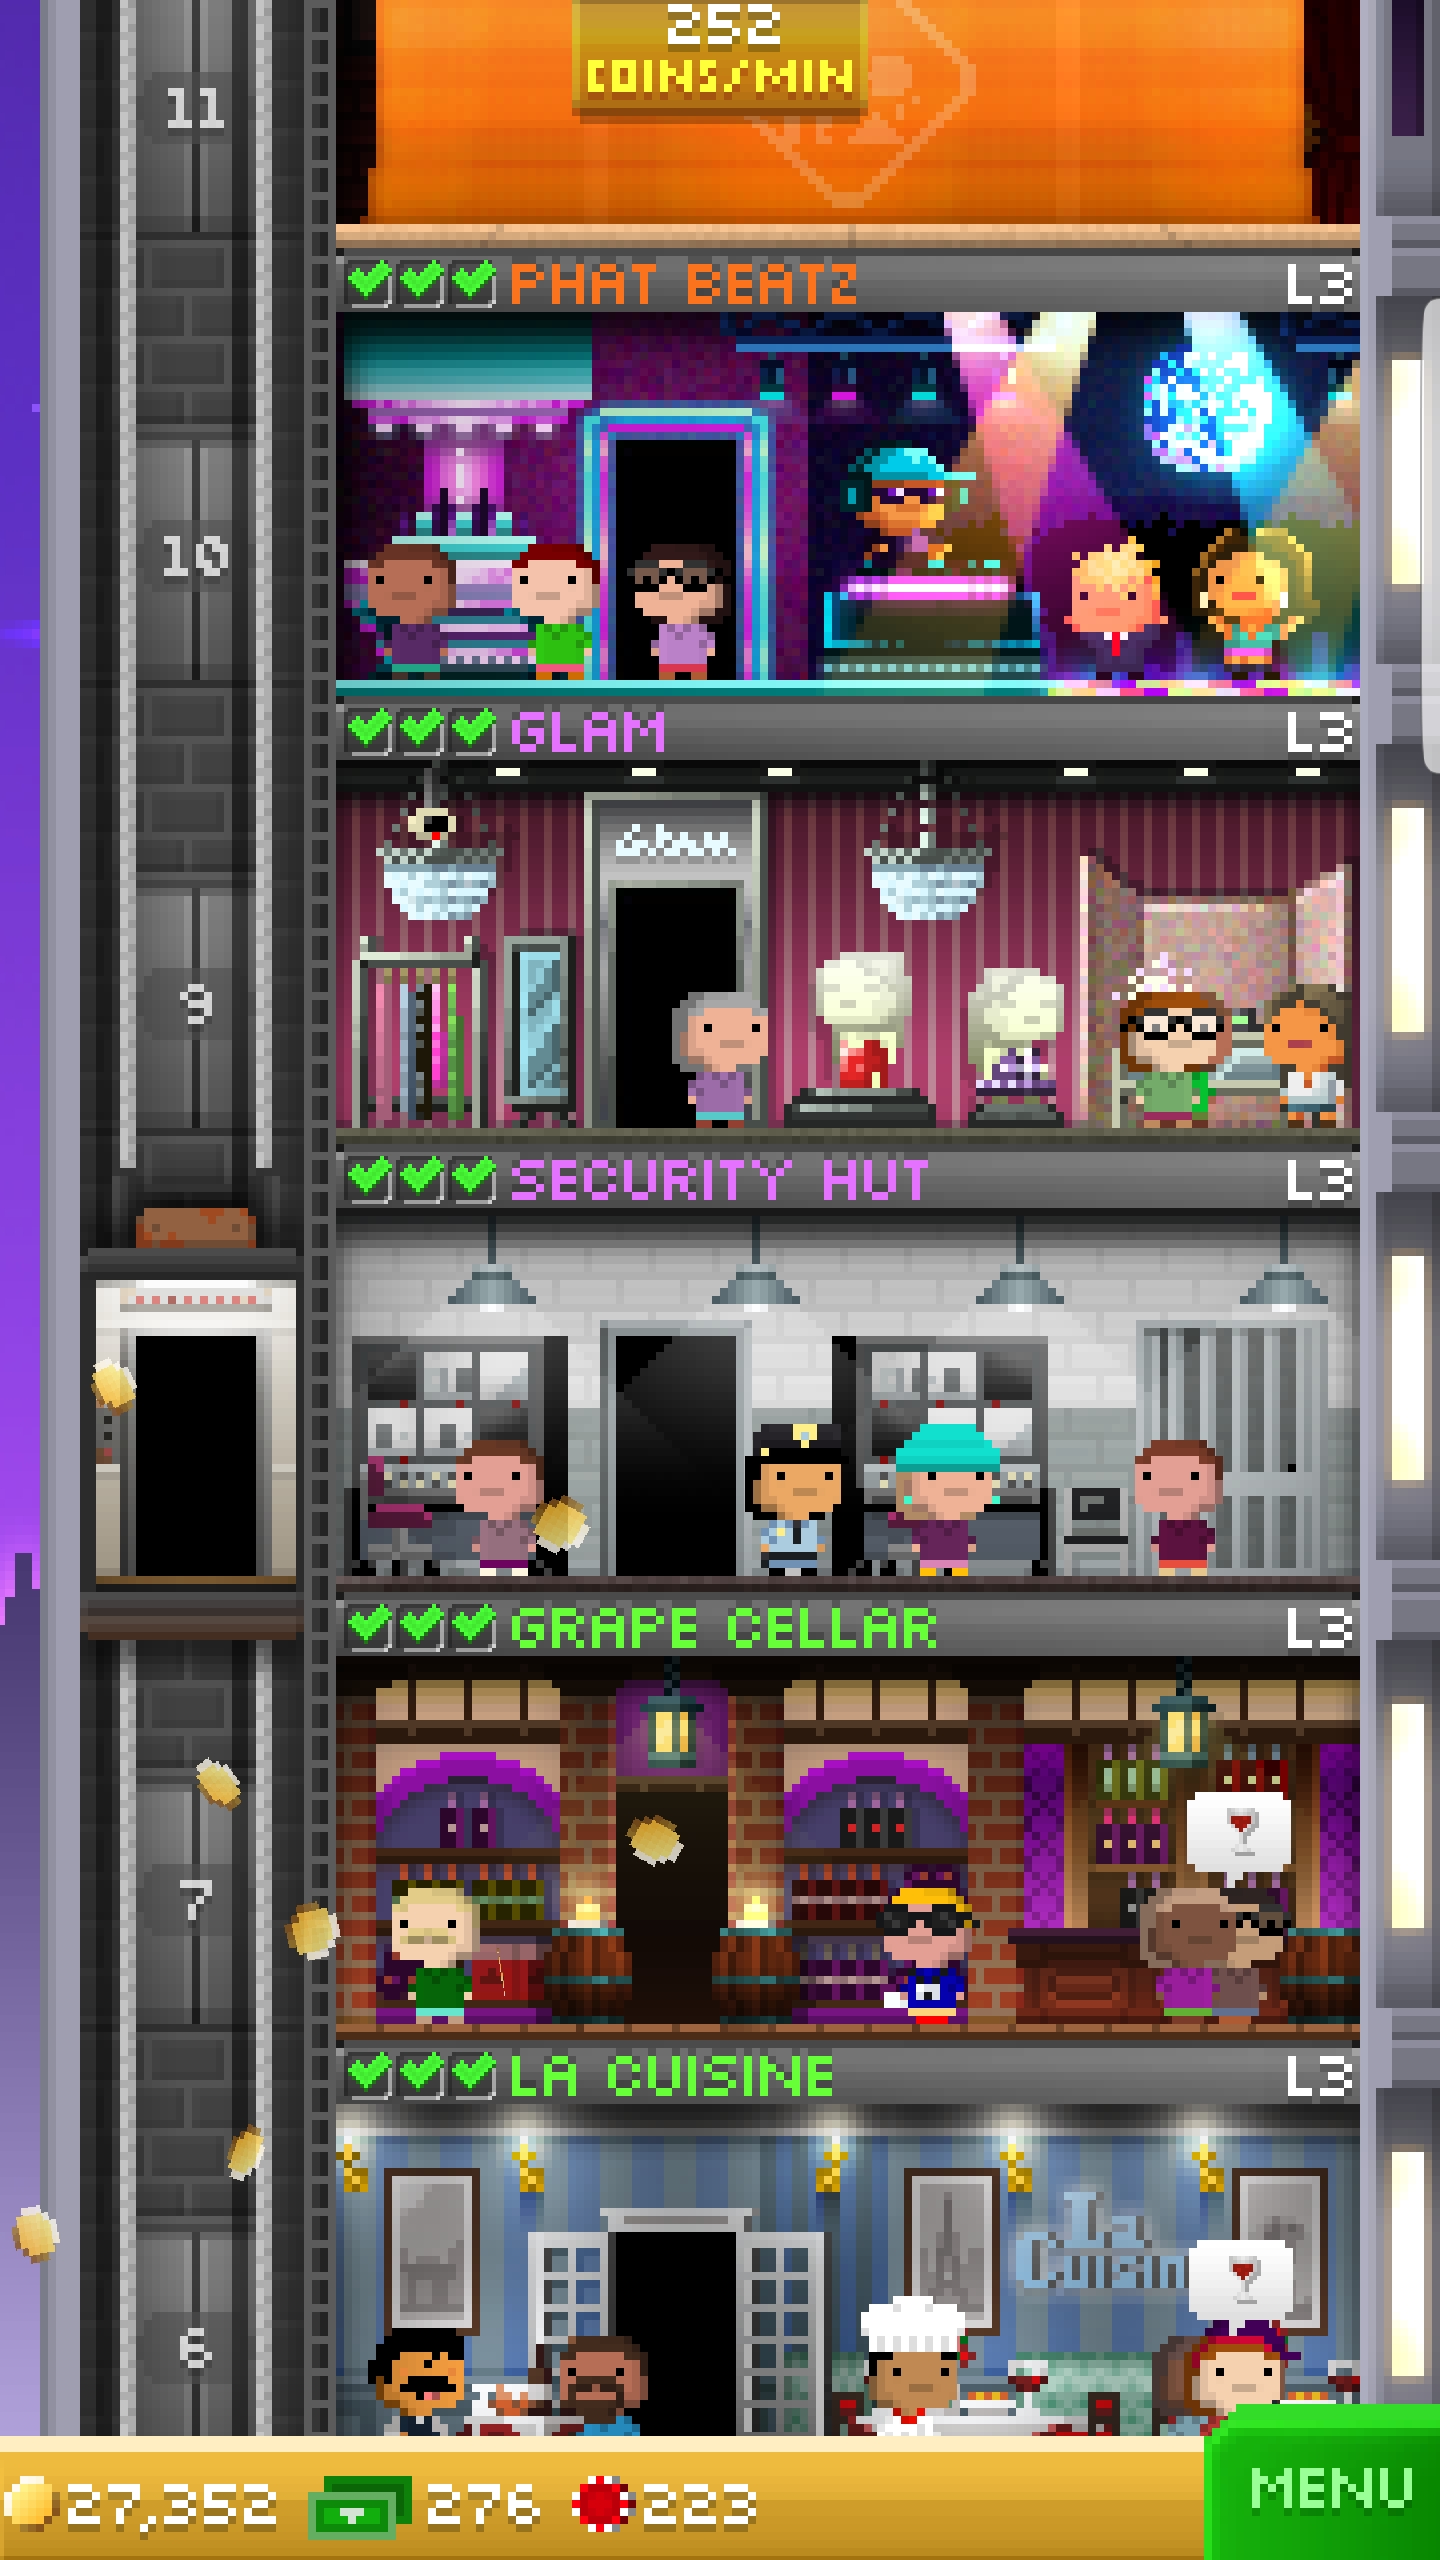 252
COINS/MIN
11
PHAT BEATZ L3
10
GLAM L3
Glam
9
SECURITY HUT L3
GRAPE CELLAR L3
7
LA CUISINE L3
La
Cuisin
6
27,352 276 223
MENU